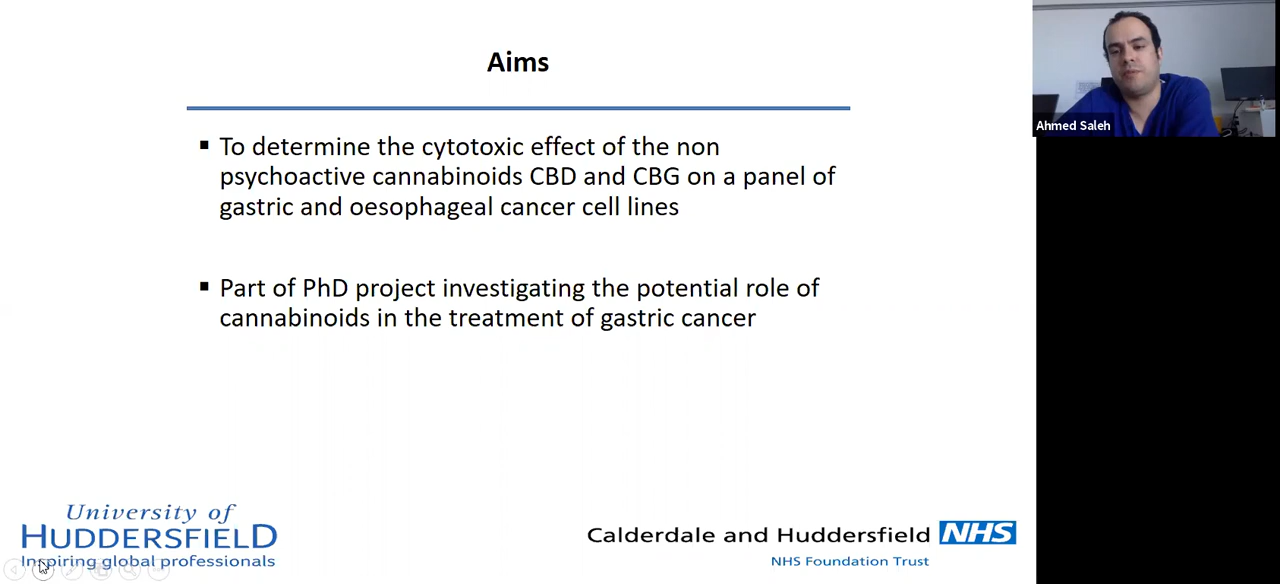 Aims
Ahmed Saleh
▪ To determine the cytotoxic effect of the non
psychoactive cannabinoids CBD and CBG on a panel of
gastric and oesophageal cancer cell lines
▪ Part of PhD project investigating the potential role of
cannabinoids in the treatment of gastric cancer
University of
HUDDERSFIELD
Inspiring global professionals
Calderdale and Huddersfield NHS
NHS Foundation Trust